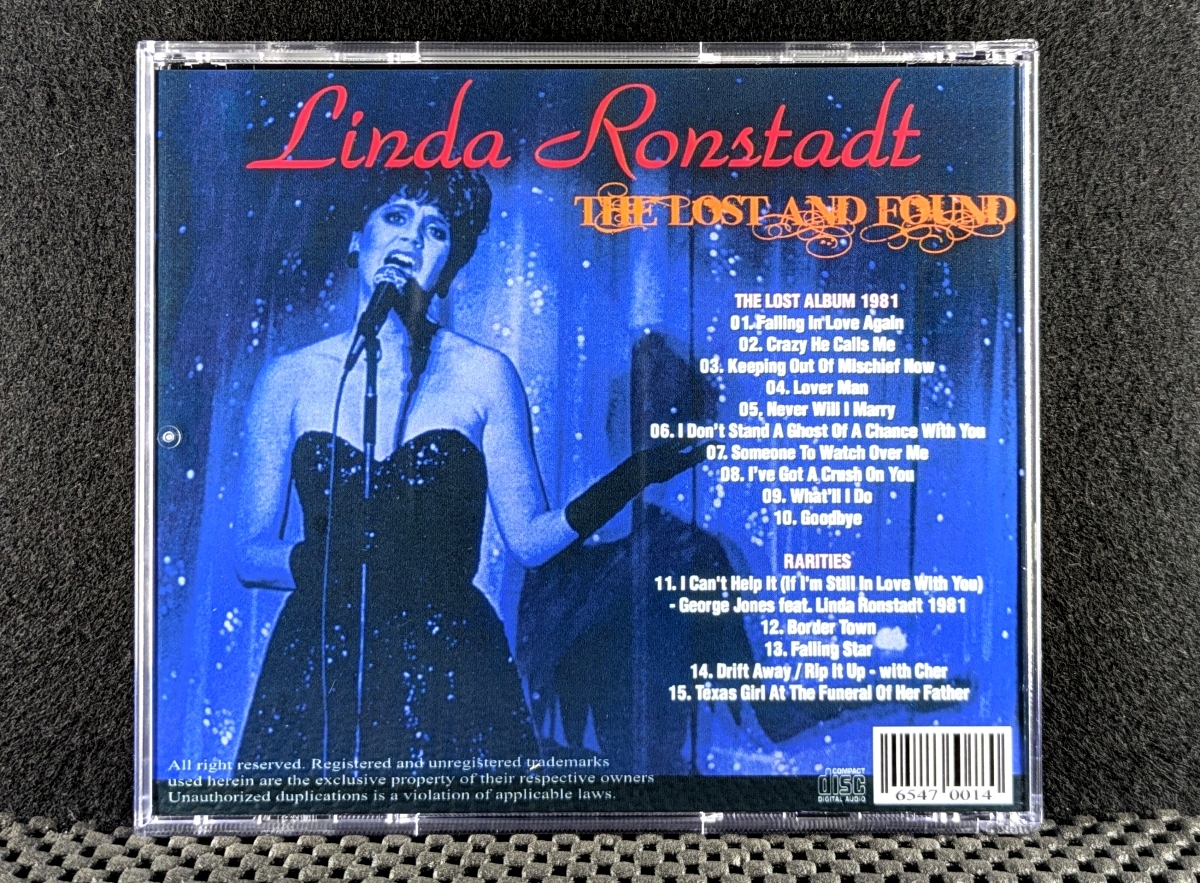 Linda Ronstadt
THE LOST AND FOUND
THE LOST ALBUM 1981
01. Falling In Love Again
02. Crazy He Calls Me
03. Keeping Out Of Mischief Now
04. Lover Man
05. Never Will I Marry
06. I Don't Stand A Ghost Of A Chance With You
07. Someone To Watch Over Me
08. I've Got A Crush On You
09. What'll I Do
10. Goodbye
RARITIES
11. I Can't Help It (If I'm Still In Love With You)
- George Jones feat. Linda Ronstadt 1981
12. Border Town
13. Falling Star
14. Drift Away / Rip It Up - with Cher
15. Texas Girl At The Funeral Of Her Father
All right reserved. Registered and unregistered trademarks
used herein are the exclusive property of their respective owners
Unauthorized duplications is a violation of applicable laws.
COMPACT
disc
DIGITAL AUDIO
6547 0014